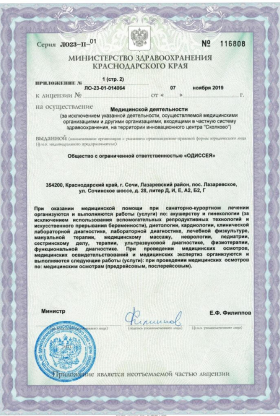 Серия ЛО23-П-01
№ 116808
МИНИСТЕРСТВО ЗДРАВООХРАНЕНИЯ
КРАСНОДАРСКОГО КРАЯ
ПРИЛОЖЕНИЕ № 1 (стр. 2)
к лицензии № ЛО-23-01-014064 от 07 ноября 2019
на осуществление
Медицинской деятельности
(за исключением указанной деятельности, осуществляемой медицинскими
организациями и другими организациями, входящими в частную систему
здравоохранения, на территории инновационного центра "Сколково")
Общество с ограниченной ответственностью «ОДИССЕЯ»
354200, Краснодарский край, г. Сочи, Лазаревский район, пос. Лазаревское,
ул. Сочинское шоссе, д. 28, литер Д, И, Е, А2, Б2, Г
При оказании медицинской помощи при санаторно-курортном лечении
организуются и выполняются работы (услуги) по: акушерству и гинекологии (за
исключением использования вспомогательных репродуктивных технологий и
искусственного прерывания беременности), диетологии, кардиологии, клинической
лабораторной диагностике, лабораторной диагностике, лечебной физкультуре,
мануальной терапии, медицинскому массажу, неврологии, педиатрии,
сестринскому делу, терапии, ультразвуковой диагностике, физиотерапии,
функциональной диагностике. При проведении медицинских осмотров,
медицинских освидетельствований и медицинских экспертиз организуются и
выполняются следующие работы (услуги): при проведении медицинских осмотров
по: медицинским осмотрам (предрейсовым, послерейсовым).
Министр
Е.Ф. Филиппов
Приложение является неотъемлемой частью лицензии